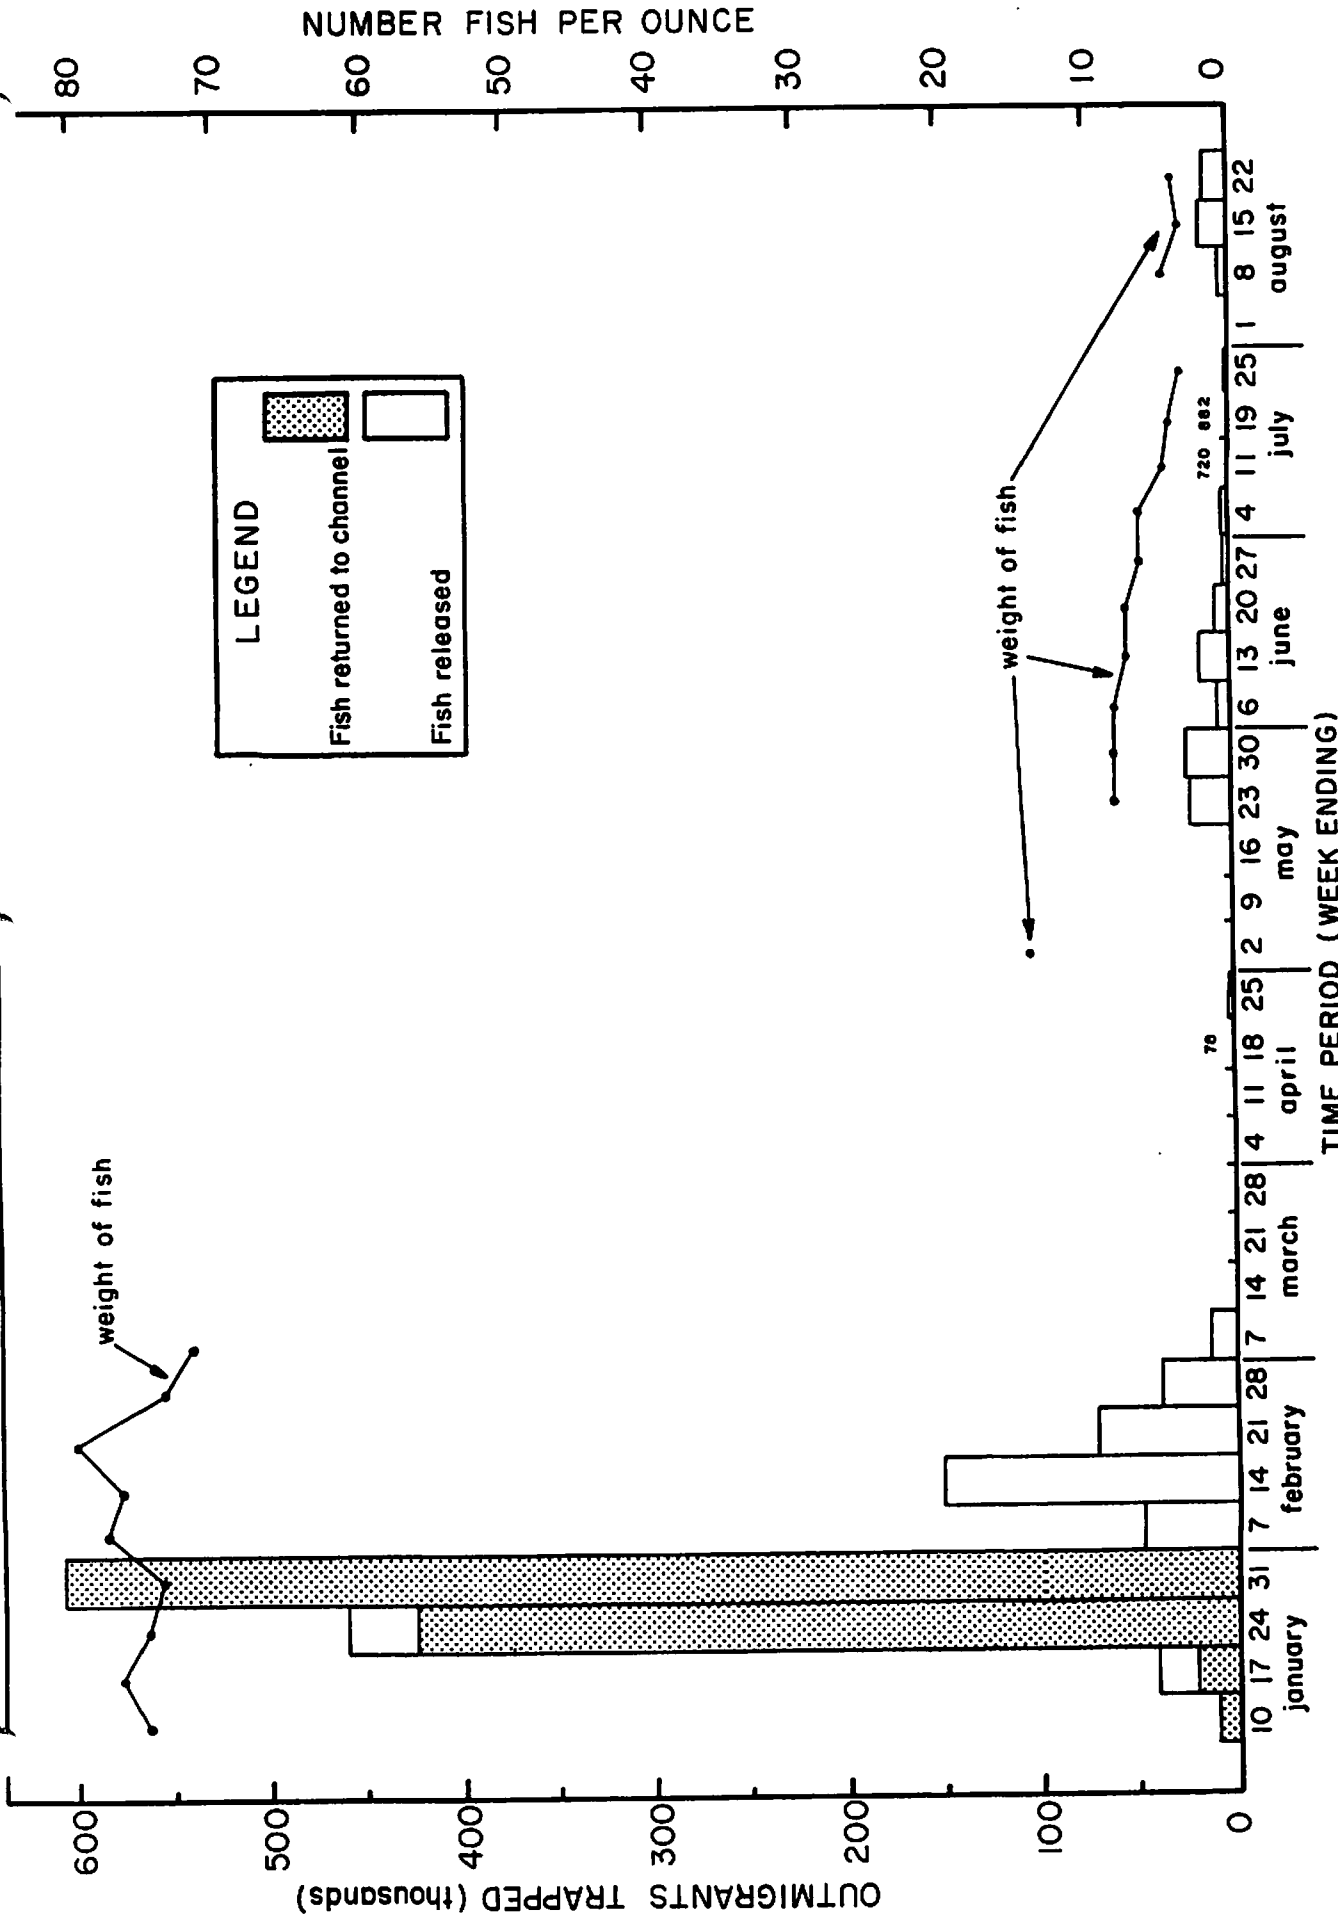 NUMBER FISH PER OUNCE
80 70 60 50 40 30 20 10 0
LEGEND
Fish returned to channel
Fish released
weight of fish
weight of fish
78
720 882
OUTMIGRANTS TRAPPED (thousands)
600 500 400 300 200 100 0
10 17 24 31 7 14 21 28 7 14 21 28 4 11 18 25 2 9 16 23 30 6 13 20 27 4 11 19 25 1 8 15 22
january february march april may june july august
TIME PERIOD (WEEK ENDING)